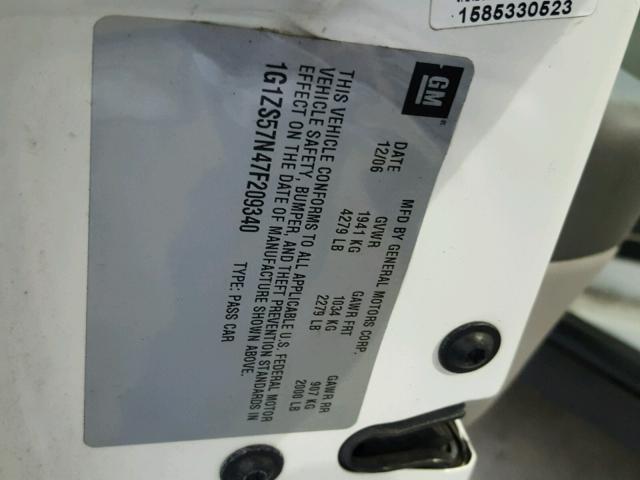 1585330523
GM
MFD BY GENERAL MOTORS CORP.
DATE GVWR GAWR FRT GAWR RR
12/06 1941 KG 1034 KG 907 KG
4279 LB 2279 LB 2000 LB
THIS VEHICLE CONFORMS TO ALL APPLICABLE U.S. FEDERAL MOTOR
VEHICLE SAFETY, BUMPER, AND THEFT PREVENTION STANDARDS IN
EFFECT ON THE DATE OF MANUFACTURE SHOWN ABOVE.
1G1ZS57N47F209340 TYPE: PASS CAR